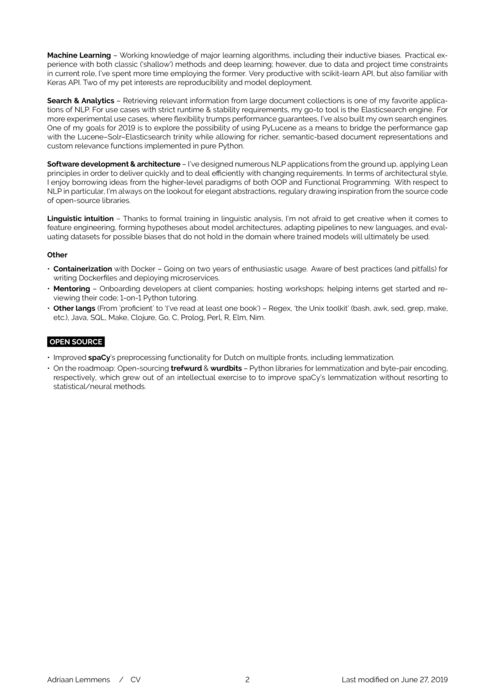 Machine Learning – Working knowledge of major learning algorithms, including their inductive biases. Practical ex-
perience with both classic ('shallow') methods and deep learning; however, due to data and project time constraints
in current role, I've spent more time employing the former. Very productive with scikit-learn API, but also familiar with
Keras API. Two of my pet interests are reproducibility and model deployment.
Search & Analytics – Retrieving relevant information from large document collections is one of my favorite applica-
tions of NLP. For use cases with strict runtime & stability requirements, my go-to tool is the Elasticsearch engine. For
more experimental use cases, where flexibility trumps performance guarantees, I've also built my own search engines.
One of my goals for 2019 is to explore the possibility of using PyLucene as a means to bridge the performance gap
with the Lucene–Solr–Elasticsearch trinity while allowing for richer, semantic-based document representations and
custom relevance functions implemented in pure Python.
Software development & architecture – I've designed numerous NLP applications from the ground up, applying Lean
principles in order to deliver quickly and to deal efficiently with changing requirements. In terms of architectural style,
I enjoy borrowing ideas from the higher-level paradigms of both OOP and Functional Programming. With respect to
NLP in particular, I'm always on the lookout for elegant abstractions, regulary drawing inspiration from the source code
of open-source libraries.
Linguistic intuition – Thanks to formal training in linguistic analysis, I'm not afraid to get creative when it comes to
feature engineering, forming hypotheses about model architectures, adapting pipelines to new languages, and eval-
uating datasets for possible biases that do not hold in the domain where trained models will ultimately be used.
Other
• Containerization with Docker – Going on two years of enthusiastic usage. Aware of best practices (and pitfalls) for
writing Dockerfiles and deploying microservices.
• Mentoring – Onboarding developers at client companies; hosting workshops; helping interns get started and re-
viewing their code; 1-on-1 Python tutoring.
• Other langs (From 'proficient' to 'I've read at least one book') – Regex, 'the Unix toolkit' (bash, awk, sed, grep, make,
etc.), Java, SQL, Make, Clojure, Go, C, Prolog, Perl, R, Elm, Nim.
OPEN SOURCE
• Improved spaCy's preprocessing functionality for Dutch on multiple fronts, including lemmatization.
• On the roadmoap: Open-sourcing trefwurd & wurdbits – Python libraries for lemmatization and byte-pair encoding,
respectively, which grew out of an intellectual exercise to to improve spaCy's lemmatization without resorting to
statistical/neural methods.
Adriaan Lemmens / CV 2 Last modified on June 27, 2019